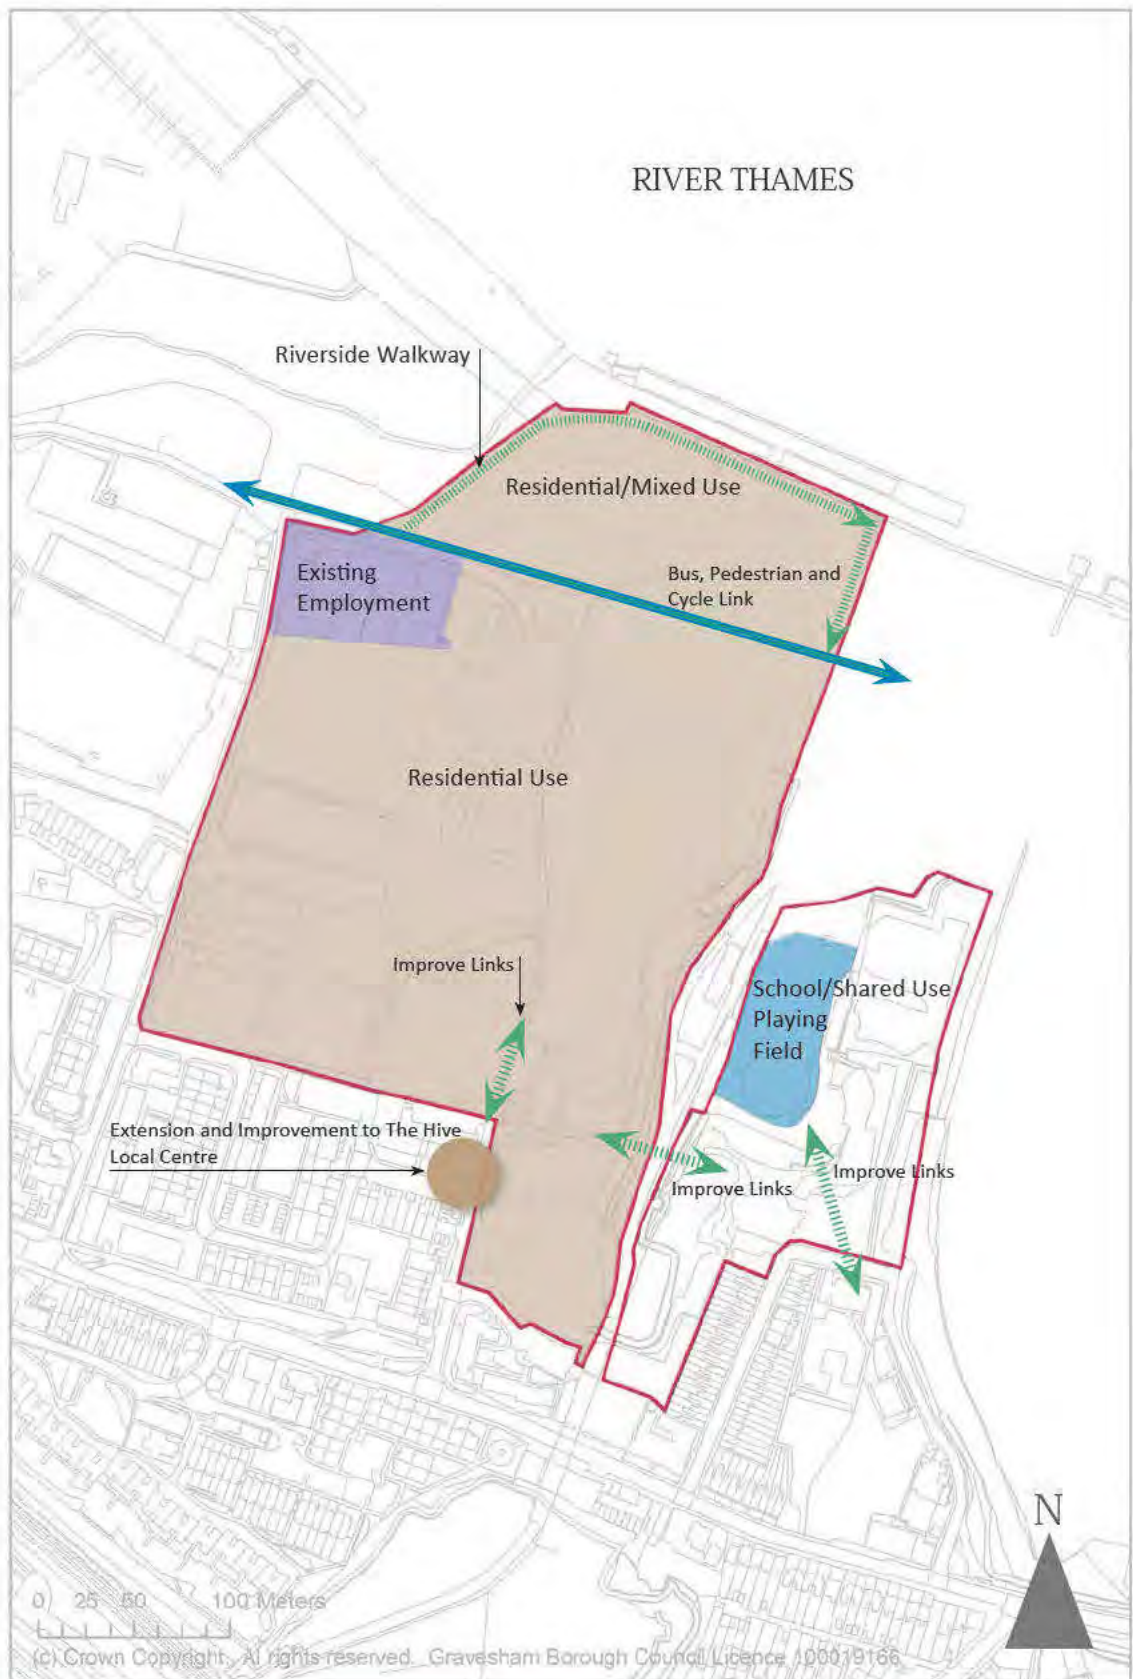 RIVER THAMES
Riverside Walkway
Residential/Mixed Use
Existing
Employment
Bus, Pedestrian and
Cycle Link
Residential Use
Improve Links
School/Shared Use
Playing
Field
Extension and Improvement to The Hive
Local Centre
Improve Links
Improve Links
N
0 25 50 100 Meters
(c) Crown Copyright. All rights reserved. Gravesham Borough Council Licence 100019166